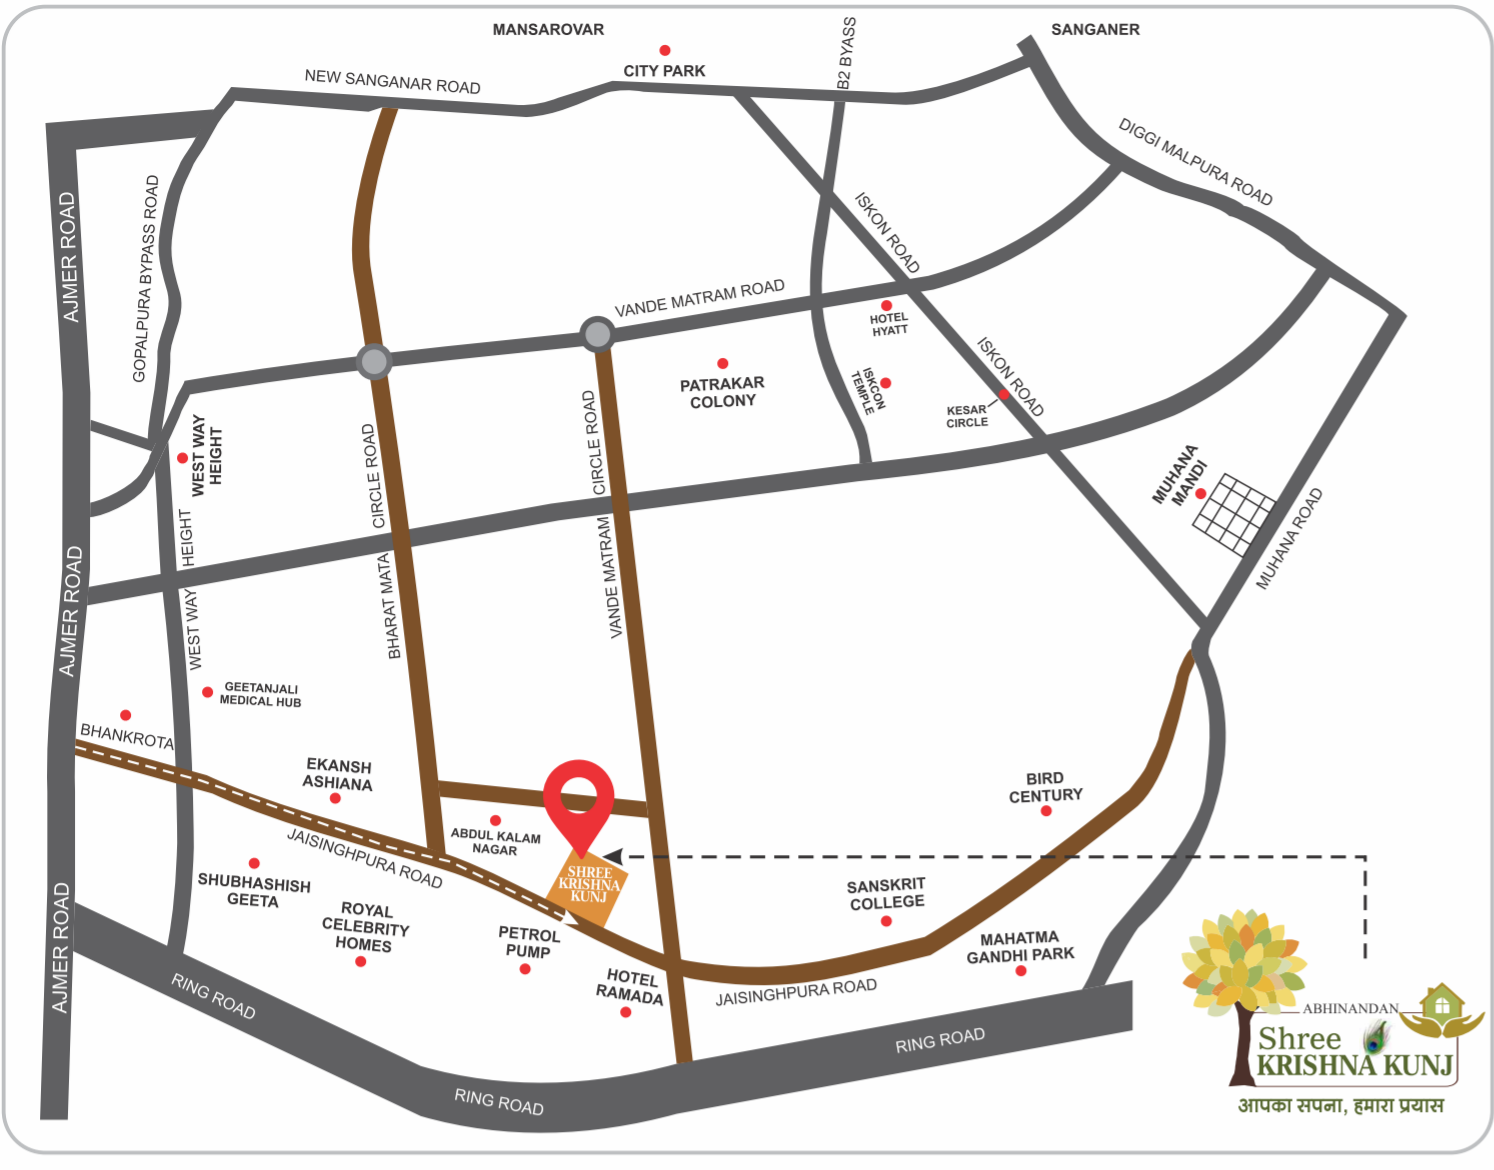 MANSAROVAR
SANGANER
B2 BYASS
CITY PARK
NEW SANGANAR ROAD
DIGGI MALPURA ROAD
AJMER ROAD
GOPALPURA BYPASS ROAD
ISKON ROAD
VANDE MATRAM ROAD
HOTEL
HYATT
PATRAKAR
COLONY
ISKCON
TEMPLE
ISKON ROAD
KESAR
CIRCLE
WEST WAY
HEIGHT
BHARAT MATA CIRCLE ROAD
VANDE MATRAM CIRCLE ROAD
MUHANA
MANDI
MUHANA ROAD
WEST WAY HEIGHT
AJMER ROAD
GEETANJALI
MEDICAL HUB
BHANKROTA
EKANSH
ASHIANA
BIRD
CENTURY
ABDUL KALAM
NAGAR
JAISINGHPURA ROAD
SHREE
KRISHNA
KUNJ
SHUBHASHISH
GEETA
SANSKRIT
COLLEGE
ROYAL
CELEBRITY
HOMES
PETROL
PUMP
MAHATMA
GANDHI PARK
AJMER ROAD
HOTEL
RAMADA
JAISINGHPURA ROAD
RING ROAD
RING ROAD
RING ROAD
ABHINANDAN
Shree
KRISHNA KUNJ
आपका सपना, हमारा प्रयास